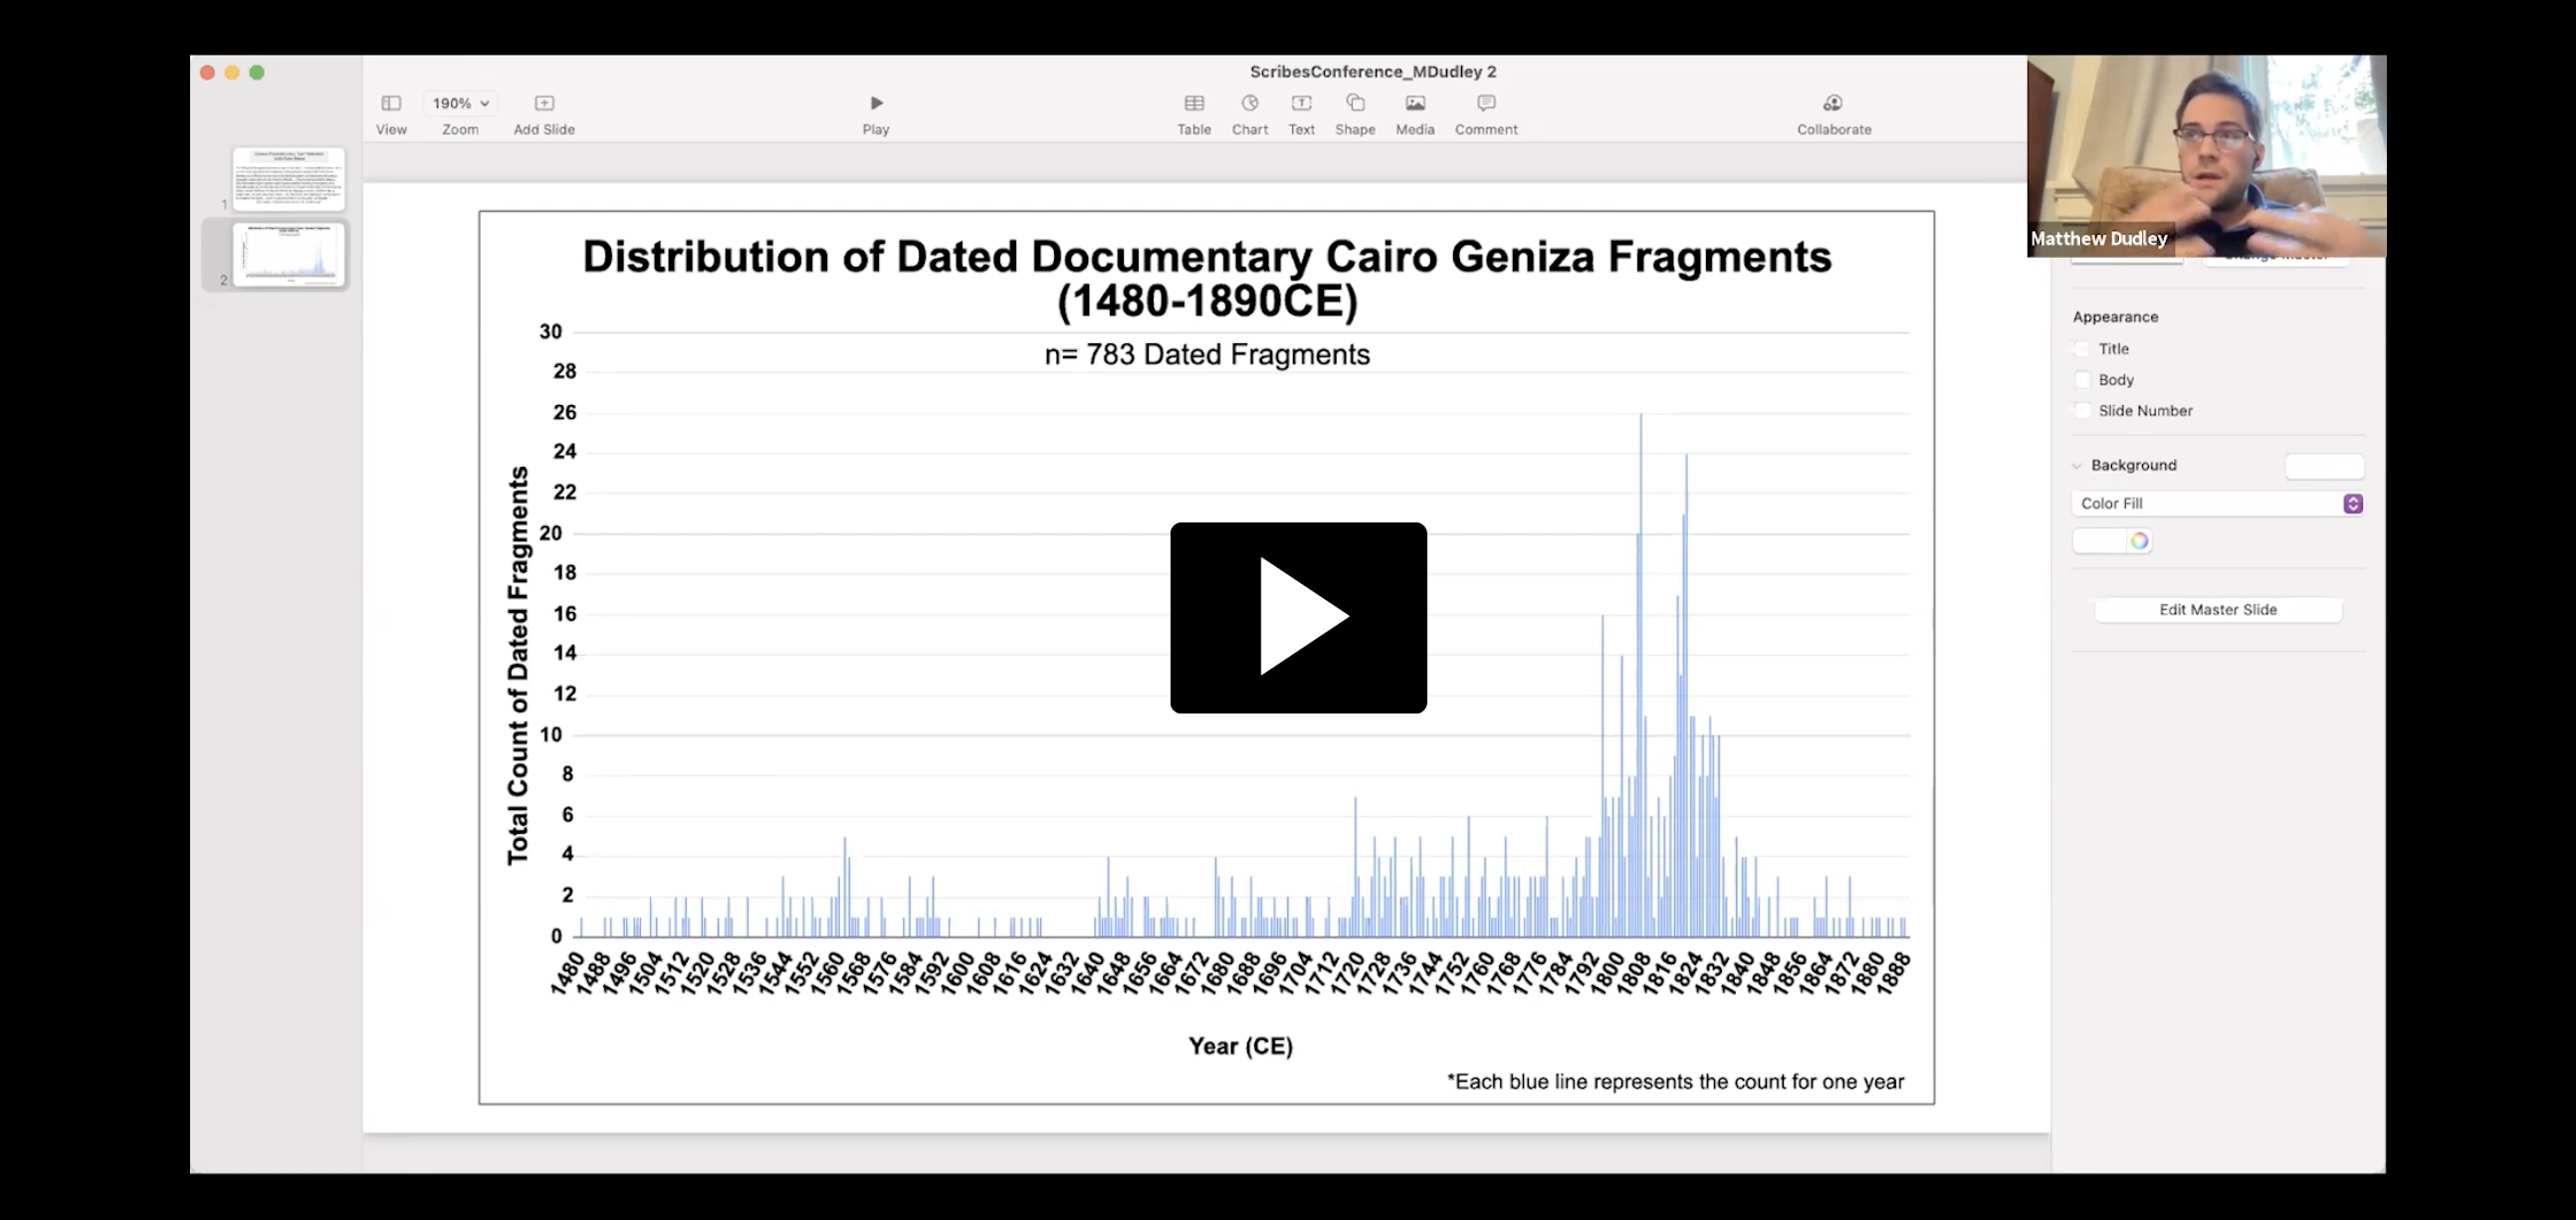 ScribesConference_MDudley 2
190%
View
Zoom
Add Slide
Play
Table
Chart
Text
Shape
Media
Comment
Collaborate
Matthew Dudley
1
2
Distribution of Dated Documentary Cairo Geniza Fragments
(1480-1890CE)
n= 783 Dated Fragments
Total Count of Dated Fragments
30
28
26
24
22
20
18
16
14
12
10
8
6
4
2
0
1480 1488 1496 1504 1512 1520 1528 1536 1544 1552 1560 1568 1576 1584 1592 1600 1608 1616 1624 1632 1640 1648 1656 1664 1672 1680 1688 1696 1704 1712 1720 1728 1736 1744 1752 1760 1768 1776 1784 1792 1800 1808 1816 1824 1832 1840 1848 1856 1864 1872 1880 1888
Year (CE)
*Each blue line represents the count for one year
Appearance
Title
Body
Slide Number
Background
Color Fill
Edit Master Slide